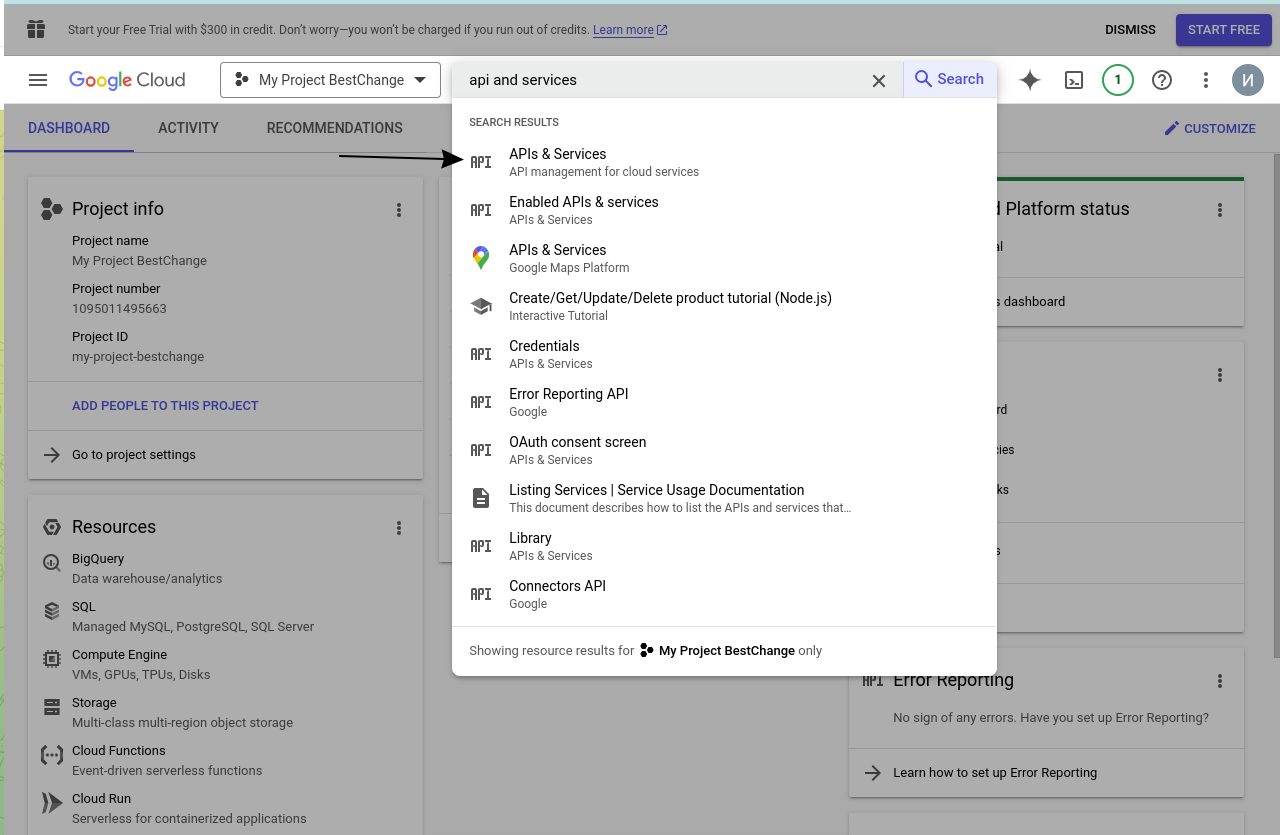 Start your Free Trial with $300 in credit. Don’t worry—you won’t be charged if you run out of credits. Learn more
DISMISS
START FREE
Google Cloud
My Project BestChange
api and services
Search
1
И
DASHBOARD
ACTIVITY
RECOMMENDATIONS
CUSTOMIZE
SEARCH RESULTS
API APIs & Services
API management for cloud services
API Enabled APIs & services
APIs & Services
APIs & Services
Google Maps Platform
Create/Get/Update/Delete product tutorial (Node.js)
Interactive Tutorial
API Credentials
APIs & Services
API Error Reporting API
Google
API OAuth consent screen
APIs & Services
Listing Services | Service Usage Documentation
This document describes how to list the APIs and services that…
API Library
APIs & Services
API Connectors API
Google
Showing resource results for My Project BestChange only
Project info
Project name
My Project BestChange
Project number
1095011495663
Project ID
my-project-bestchange
ADD PEOPLE TO THIS PROJECT
Go to project settings
Resources
BigQuery
Data warehouse/analytics
SQL
Managed MySQL, PostgreSQL, SQL Server
Compute Engine
VMs, GPUs, TPUs, Disks
Storage
Multi-class multi-region object storage
Cloud Functions
Event-driven serverless functions
Cloud Run
Serverless for containerized applications
Platform status
dashboard
API Error Reporting
No sign of any errors. Have you set up Error Reporting?
Learn how to set up Error Reporting